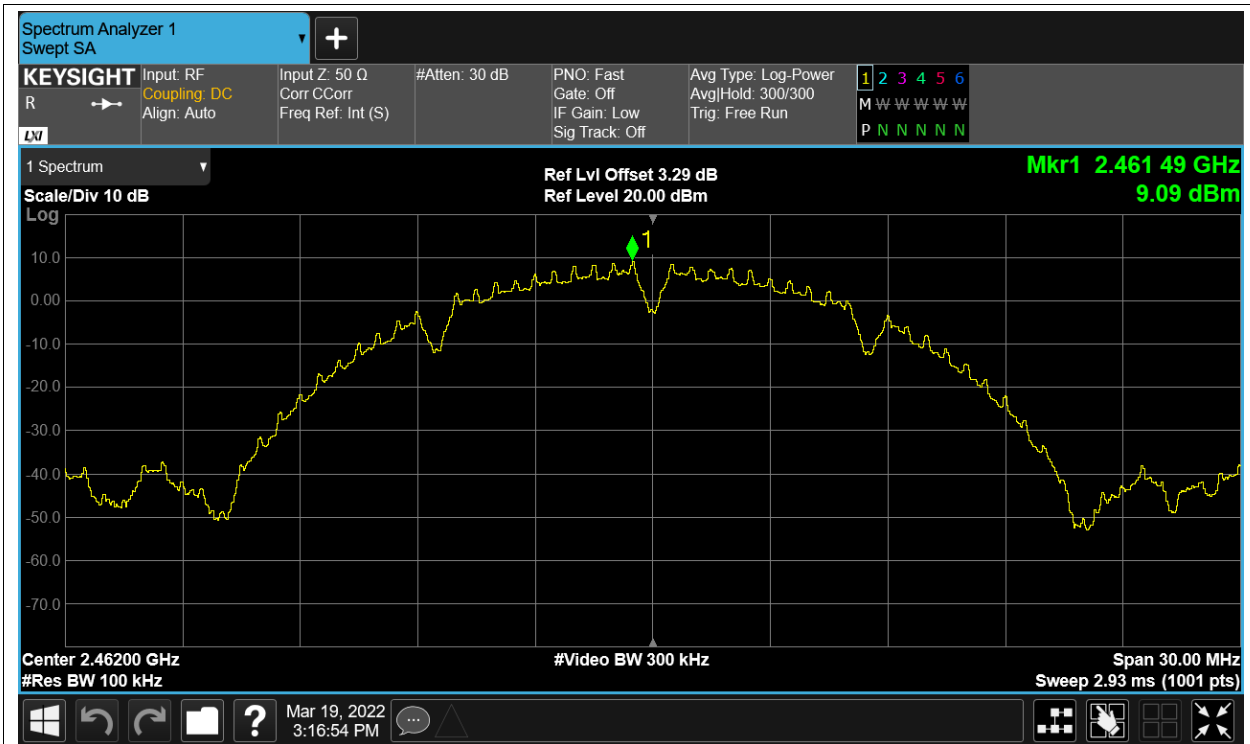 Spectrum Analyzer 1
Swept SA
KEYSIGHT
R
LXI
Input: RF
Coupling: DC
Align: Auto
Input Z: 50 Ω
Corr CCorr
Freq Ref: Int (S)
#Atten: 30 dB
PNO: Fast
Gate: Off
IF Gain: Low
Sig Track: Off
Avg Type: Log-Power
Avg|Hold: 300/300
Trig: Free Run
1 2 3 4 5 6
M W W W W W
P N N N N N
1 Spectrum
Scale/Div 10 dB
Ref Lvl Offset 3.29 dB
Ref Level 20.00 dBm
Mkr1 2.461 49 GHz
9.09 dBm
Log
1
10.0
0.00
-10.0
-20.0
-30.0
-40.0
-50.0
-60.0
-70.0
Center 2.46200 GHz
#Res BW 100 kHz
#Video BW 300 kHz
Span 30.00 MHz
Sweep 2.93 ms (1001 pts)
?
Mar 19, 2022
3:16:54 PM